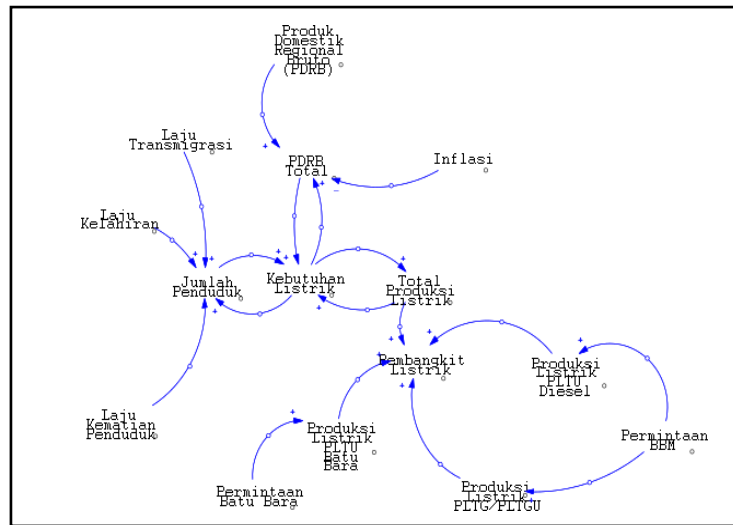 Produk
Domestik
Regional
Bruto
(PDRB)
Laju
Transmigrasi
PDRB
Total
Inflasi
Laju
Kelahiran
Jumlah
Penduduk
Kebutuhan
Listrik
Total
Produksi
Listrik
Pembangkit
Listrik
Produksi
Listrik
PLTU
Diesel
Laju
Kematian
Penduduk
Produksi
Listrik
PLTU
Batu
Bara
Permintaan
BBM
Permintaan
Batu Bara
Produksi
Listrik
PLTG/PLTGU